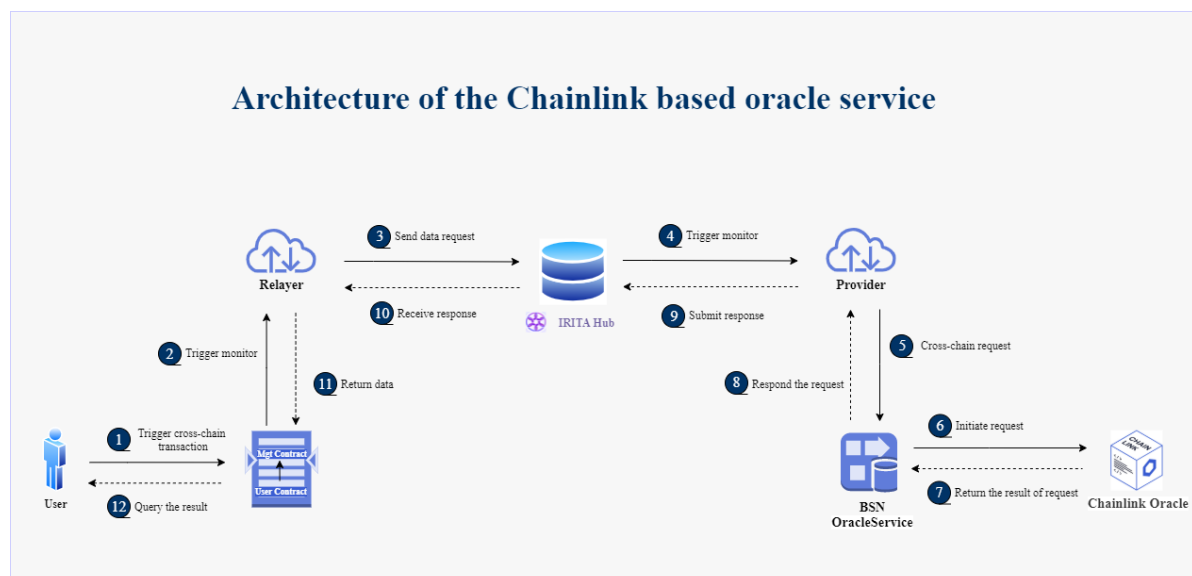 Architecture of the Chainlink based oracle service
3 Send data request
4 Trigger monitor
Relayer
Provider
10 Receive response
9 Submit response
IRITA Hub
2 Trigger monitor
5 Cross-chain request
11 Return data
8 Respond the request
1 Trigger cross-chain
transaction
6 Initiate request
Mgt Contract
User Contract
CHAIN
LINK
7 Return the result of request
User
12 Query the result
BSN
OracleService
Chainlink Oracle